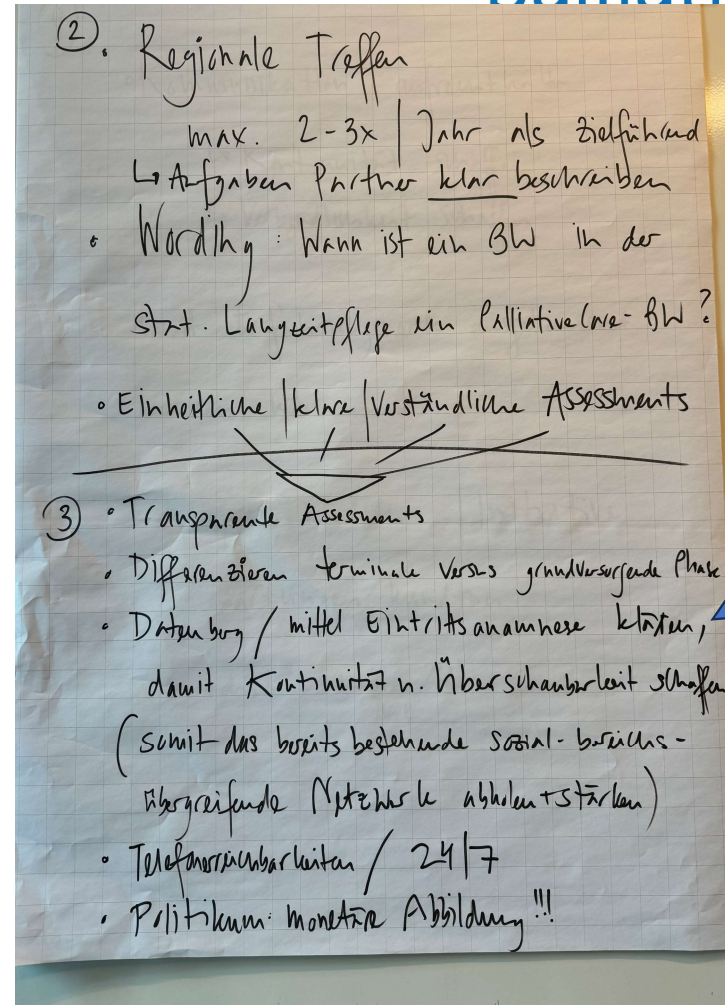 ② • Regionale Treffen
max. 2-3x | Jahr als zielführend
↳ Aufgaben Partner klar beschreiben
• Wording: Wann ist ein BW in der
stat. Langzeitpflege ein Palliative Care-BW?
• Einheitliche | klare | Verständliche Assessments
③ • Transparente Assessments
• Differenzieren terminale versus grundversorgende Phase
• Datenberg / mittel Eintrittsanamnese klären,
damit Kontinuität u. Überschaubarkeit schaffen
(somit das bereits bestehende sozial-bereichs-
übergreifende Netzwerk abholen + stärken)
• Telefonerreichbarkeiten / 24|7
• Politikum: monetäre Abbildung!!!